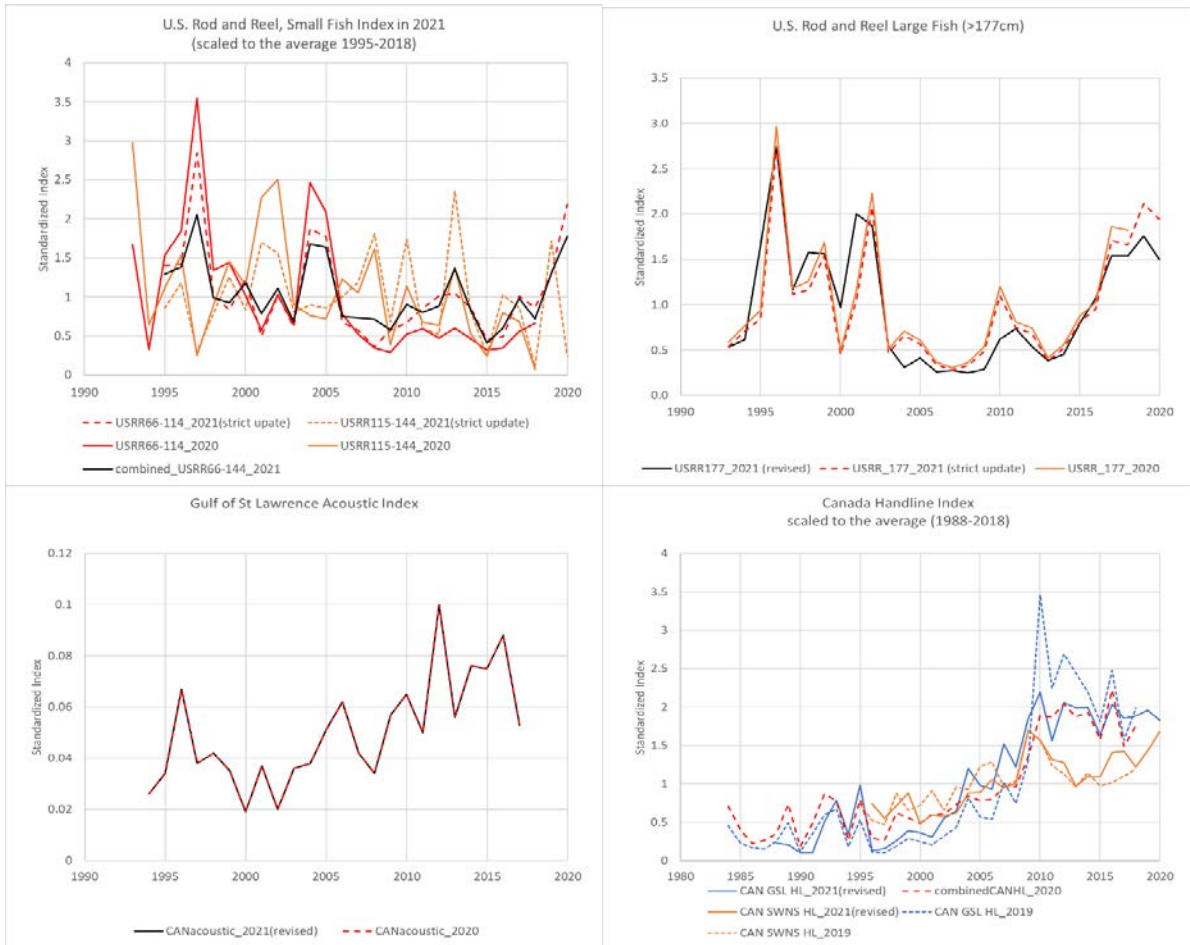 U.S. Rod and Reel, Small Fish Index in 2021
(scaled to the average 1995-2018)
4
3.5
3
2.5
2
1.5
1
0.5
0
Standardized Index
1990
1995
2000
2005
2010
2015
2020
USRR66-114_2021(strict upate)
USRR115-144_2021(strict update)
USRR66-114_2020
USRR115-144_2020
combined_USRR66-144_2021
U.S. Rod and Reel Large Fish (>177cm)
3.5
3.0
2.5
2.0
1.5
1.0
0.5
0.0
Standardized Index
1990
1995
2000
2005
2010
2015
2020
USRR177_2021 (revised)
USRR_177_2021 (strict update)
USRR_177_2020
Gulf of St Lawrence Acoustic Index
0.12
0.1
0.08
0.06
0.04
0.02
0
Standardized Index
1990
1995
2000
2005
2010
2015
2020
CANacoustic_2021(revised)
CANacoustic_2020
Canada Handline Index
scaled to the average (1988-2018)
4
3.5
3
2.5
2
1.5
1
0.5
0
Standardized Index
1980
1985
1990
1995
2000
2005
2010
2015
2020
CAN GSL HL_2021(revised)
combinedCANHL_2020
CAN SWNS HL_2021(revised)
CAN GSL HL_2019
CAN SWNS HL_2019